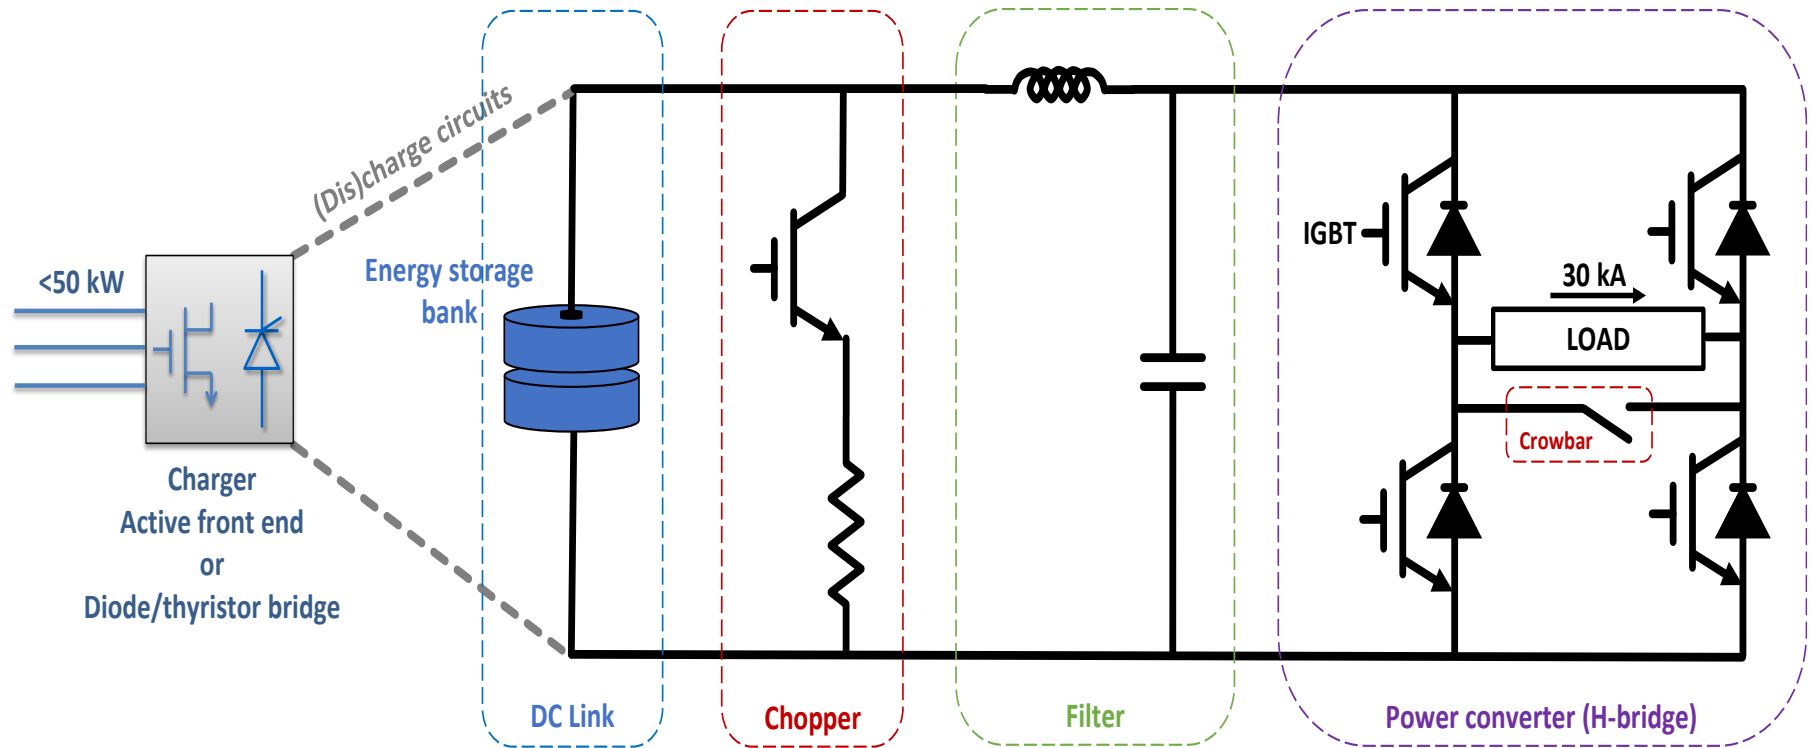 (Dis)charge circuits
<50 kW
Energy storage
bank
IGBT
30 kA
LOAD
Crowbar
Charger
Active front end
or
Diode/thyristor bridge
DC Link
Chopper
Filter
Power converter (H-bridge)